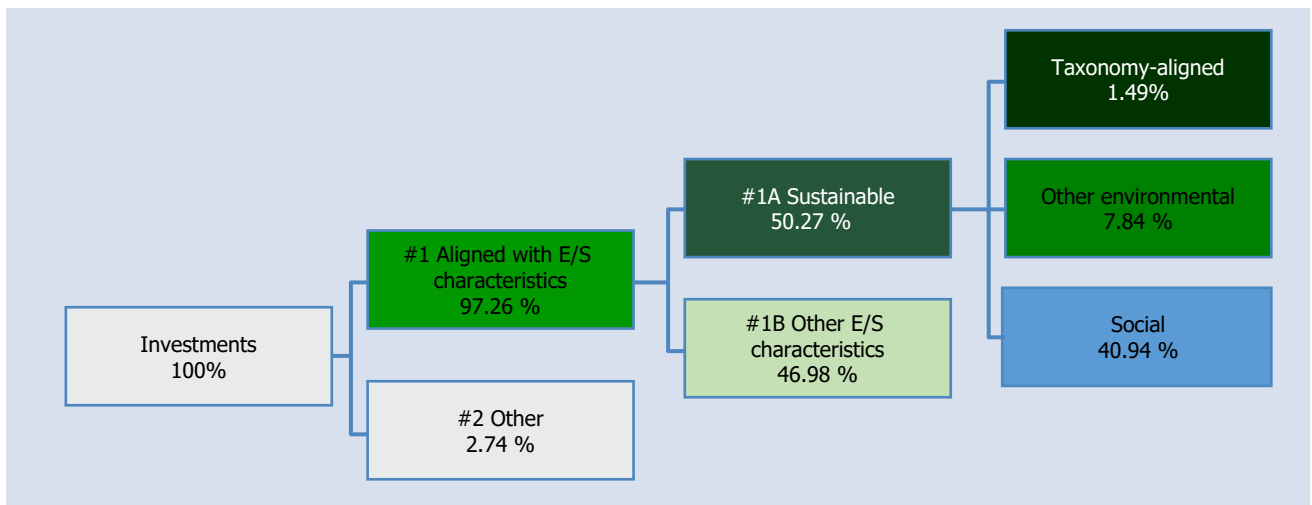 Investments
100%
#1 Aligned with E/S
characteristics
97.26 %
#2 Other
2.74 %
#1A Sustainable
50.27 %
#1B Other E/S
characteristics
46.98 %
Taxonomy-aligned
1.49%
Other environmental
7.84 %
Social
40.94 %